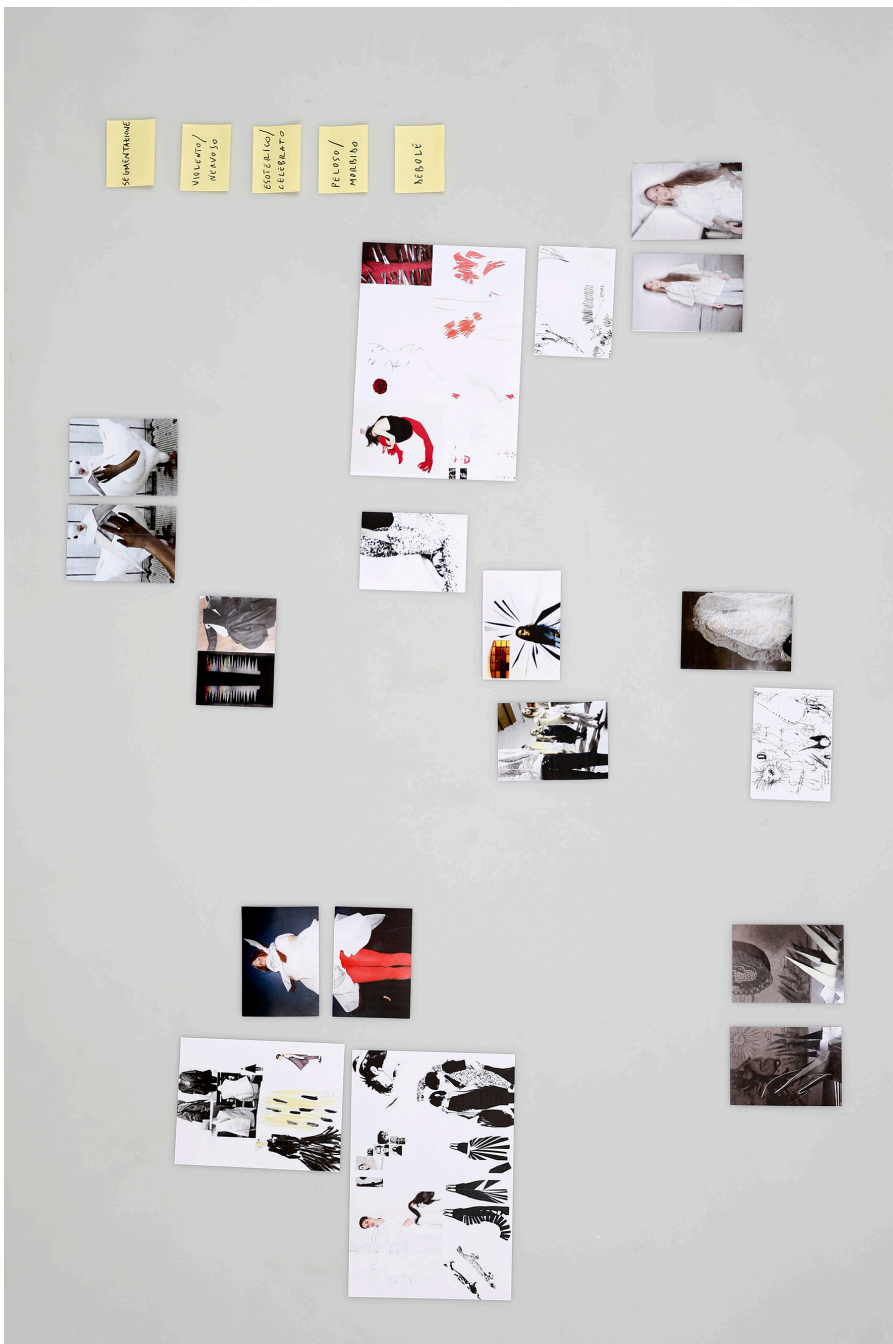 SEGMENTAZIONE
VIOLENTO/
NERVOSO
ESOTERICO/
CELEBRATO
PELOSO/
MORBIDO
DEBOLE